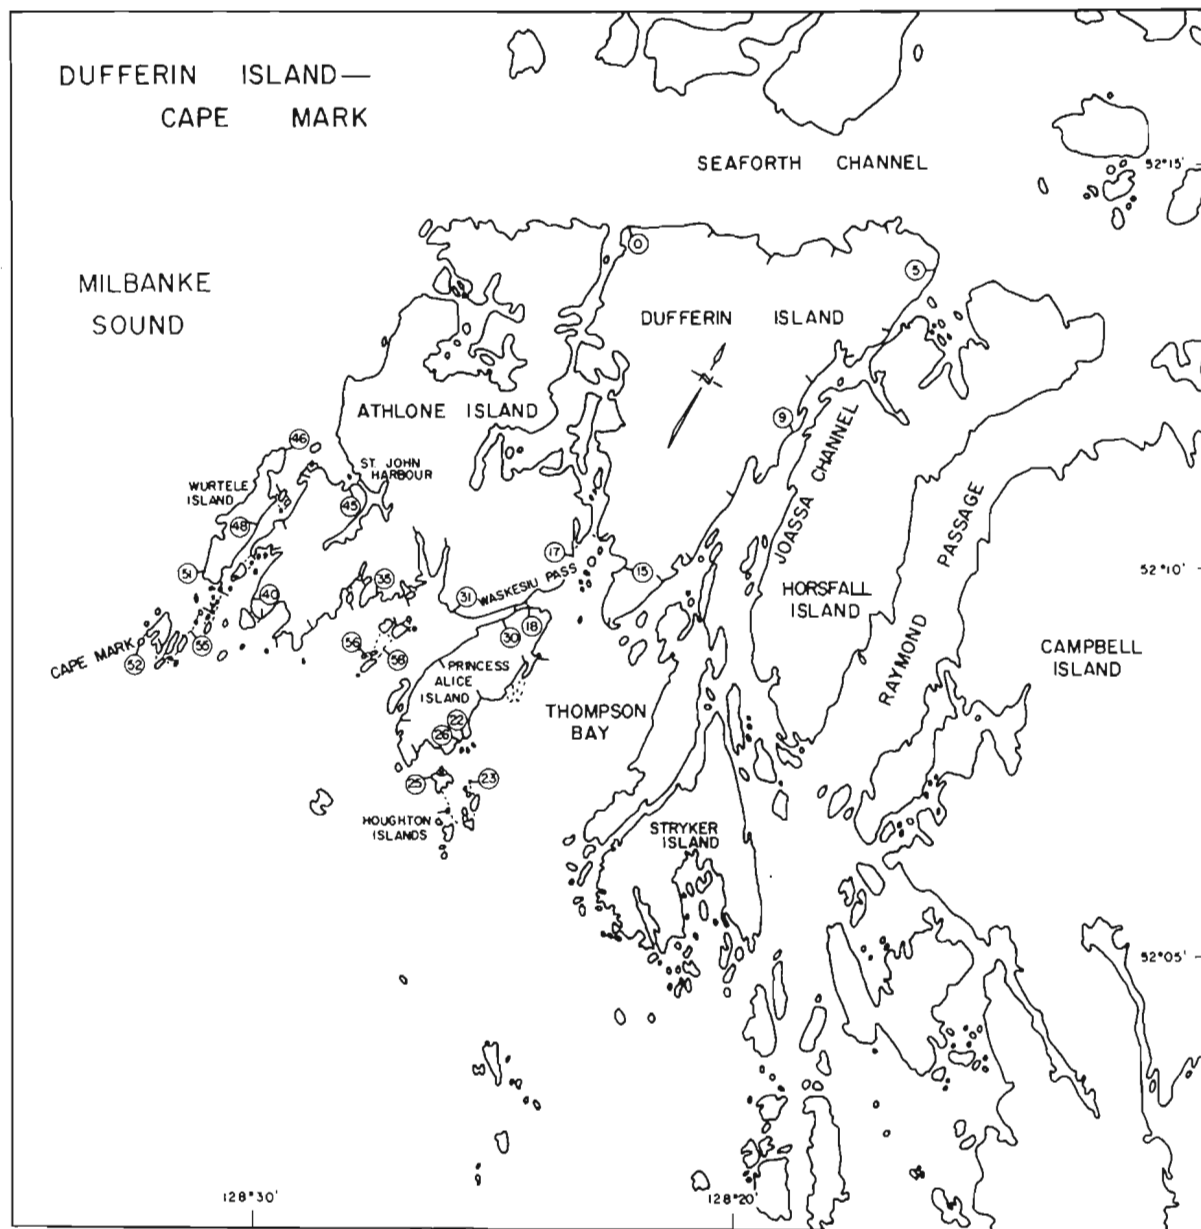 DUFFERIN ISLAND—
CAPE MARK
SEAFORTH CHANNEL
52°15'
MILBANKE
SOUND
0
5
DUFFERIN ISLAND
N
ATHLONE ISLAND
9
JOASSA CHANNEL
46
ST. JOHN
HARBOUR
WURTELE
ISLAND
45
48
PASSAGE
17
15
52°10'
51
35
31
WASKESIU PASS
HORSFALL
ISLAND
40
18
30
CAPE MARK
52
55
56
58
PRINCESS
ALICE
ISLAND
RAYMOND
CAMPBELL
ISLAND
THOMPSON
BAY
22
26
25
23
HOUGHTON
ISLANDS
STRYKER
ISLAND
52°05'
128°30'
128°20'